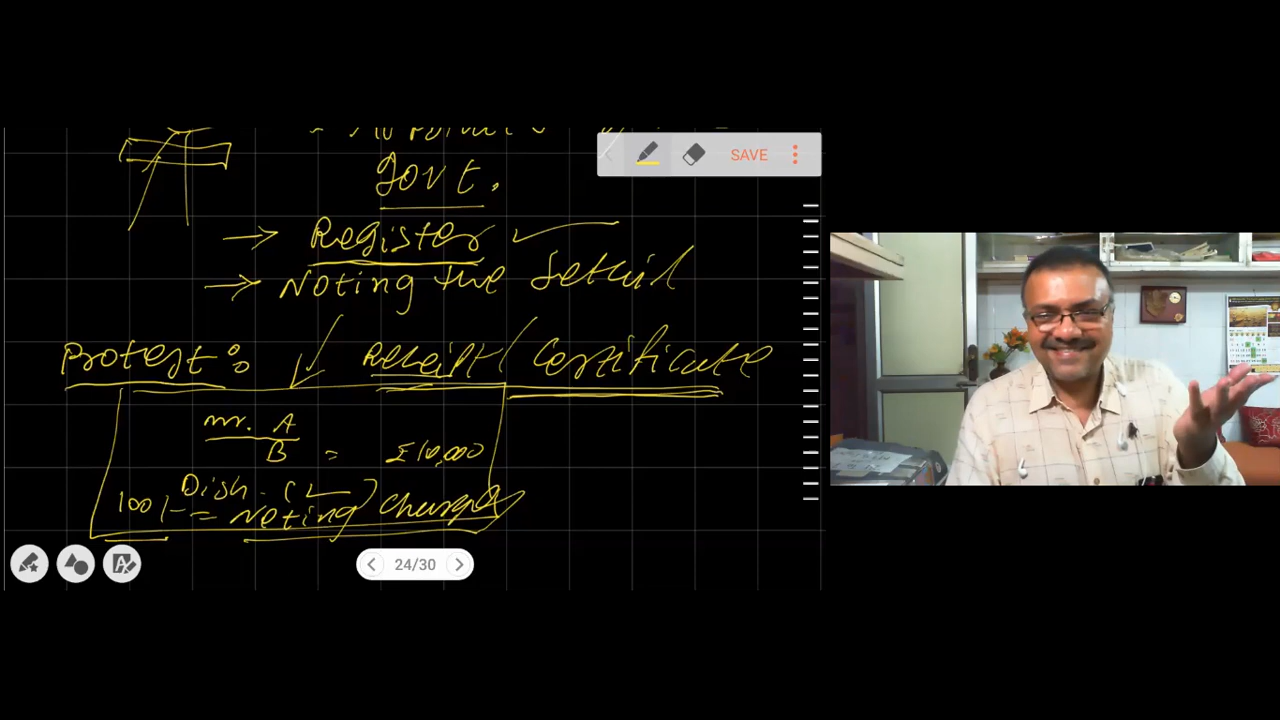 SAVE
govt.
→ Register ✓
→ Noting the detail
Protest: Receipt / Certificate
Mr. A
B = ₹10,000
Dish. (✓)
100/- = Noting Charges
24/30